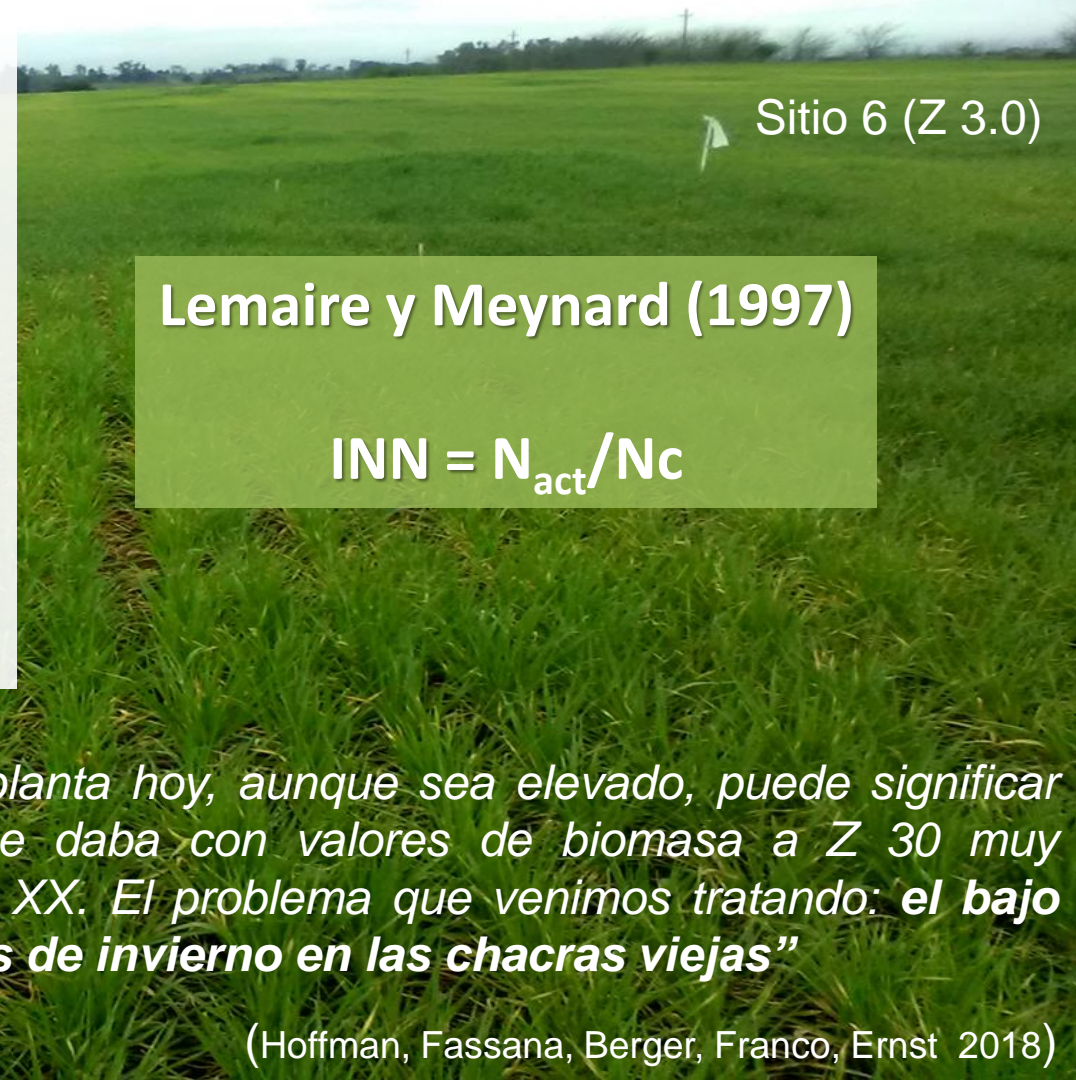 Sitio 6 (Z 3.0)
Lemaire y Meynard (1997)
INN = N_act/Nc
planta hoy, aunque sea elevado, puede significar
e daba con valores de biomasa a Z 30 muy
XX. El problema que venimos tratando: el bajo
s de invierno en las chacras viejas”
(Hoffman, Fassana, Berger, Franco, Ernst 2018)